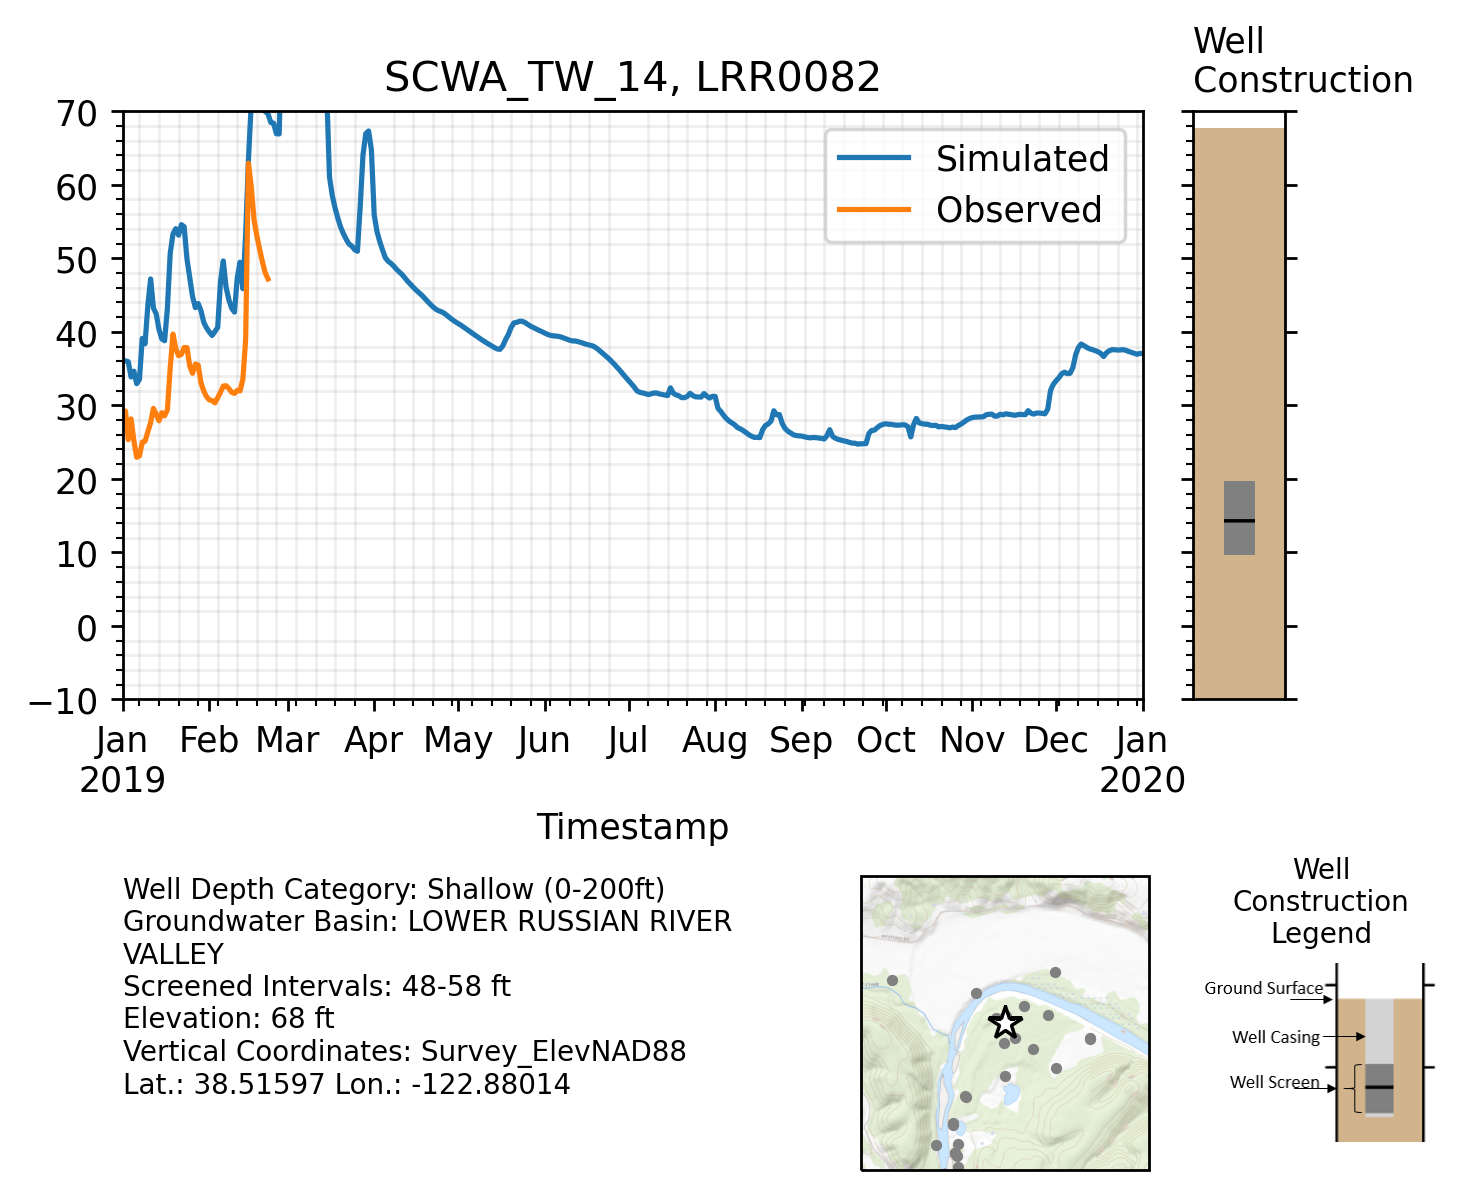 SCWA_TW_14, LRR0082
Well
Construction
70
60
50
40
30
20
10
0
−10
Simulated
Observed
Jan Feb Mar Apr May Jun Jul Aug Sep Oct Nov Dec Jan
2019 2020
Timestamp
Well Depth Category: Shallow (0-200ft)
Groundwater Basin: LOWER RUSSIAN RIVER
VALLEY
Screened Intervals: 48-58 ft
Elevation: 68 ft
Vertical Coordinates: Survey_ElevNAD88
Lat.: 38.51597 Lon.: -122.88014
Well
Construction
Legend
Ground Surface
Well Casing
Well Screen